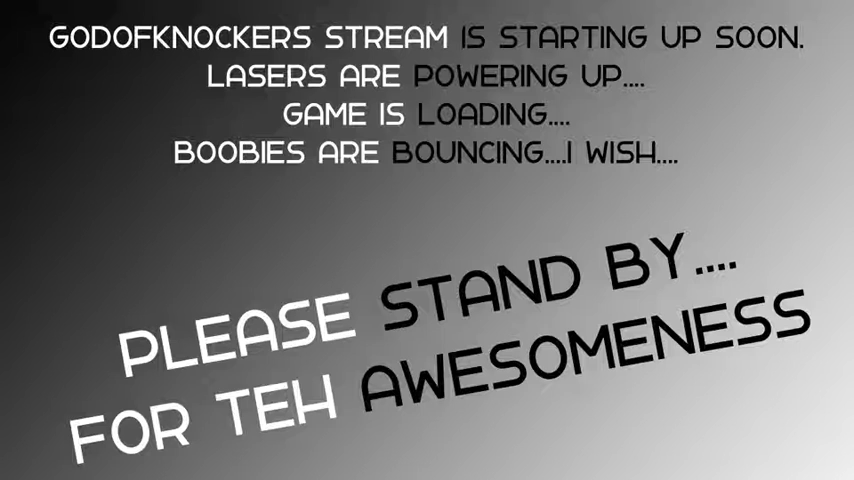 GODOFKNOCKERS STREAM IS STARTING UP SOON.
LASERS ARE POWERING UP....
GAME IS LOADING....
BOOBIES ARE BOUNCING....I WISH....
PLEASE STAND BY....
FOR TEH AWESOMENESS